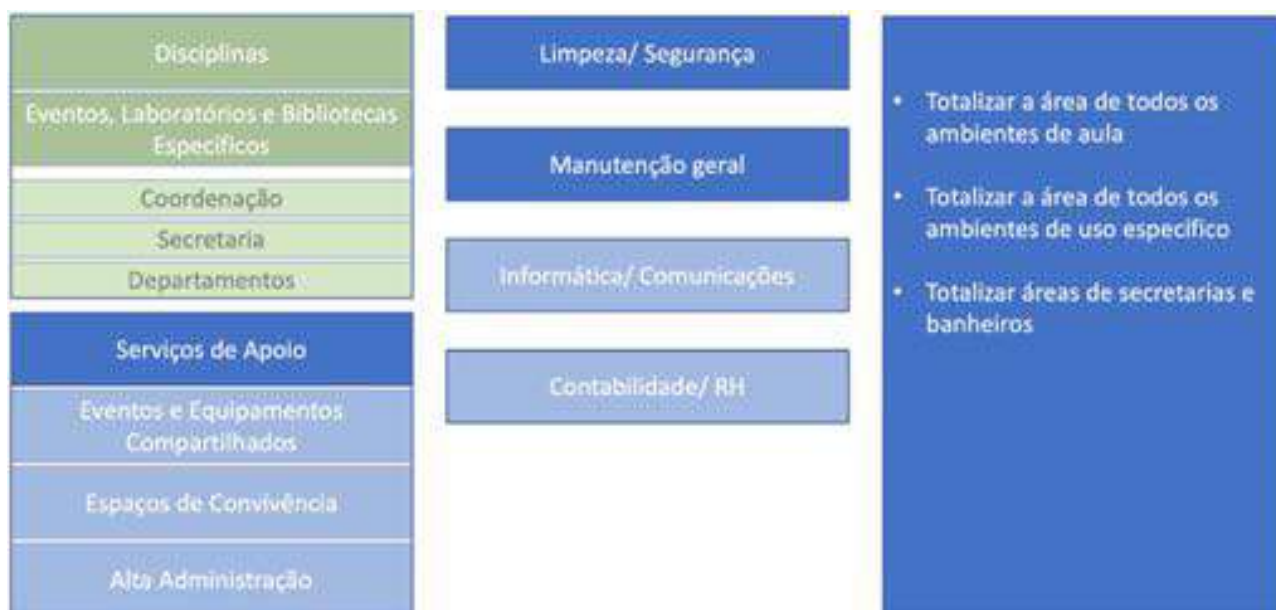 Disciplinas
Eventos, Laboratórios e Bibliotecas
Específicos
Coordenação
Secretaria
Departamentos
Serviços de Apoio
Eventos e Equipamentos
Compartilhados
Espaços de Convivência
Alta Administração
Limpeza/ Segurança
Manutenção geral
Informática/ Comunicações
Contabilidade/ RH
• Totalizar a área de todos os
ambientes de aula
• Totalizar a área de todos os
ambientes de uso específico
• Totalizar áreas de secretarias e
banheiros